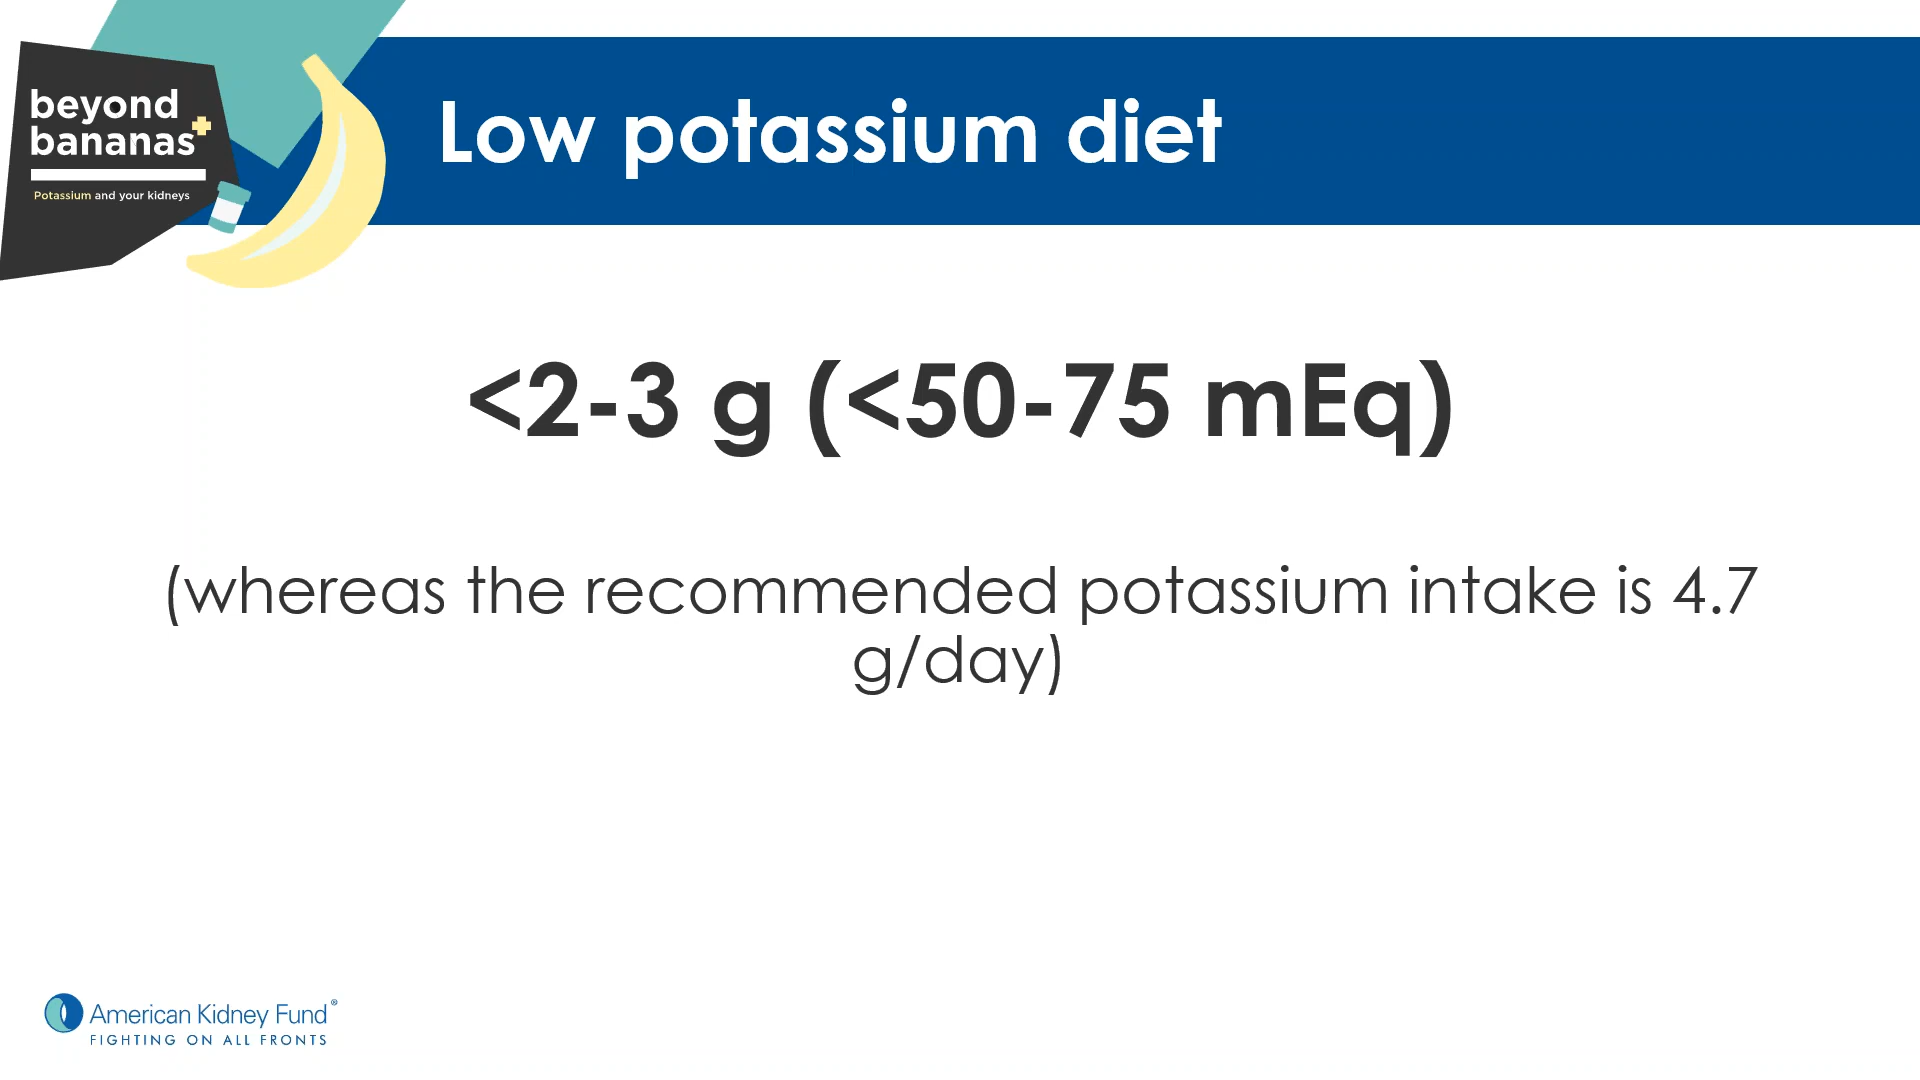 beyond
bananas
Potassium and your kidneys
Low potassium diet
<2-3 g (<50-75 mEq)
(whereas the recommended potassium intake is 4.7
g/day)
American Kidney Fund®
FIGHTING ON ALL FRONTS